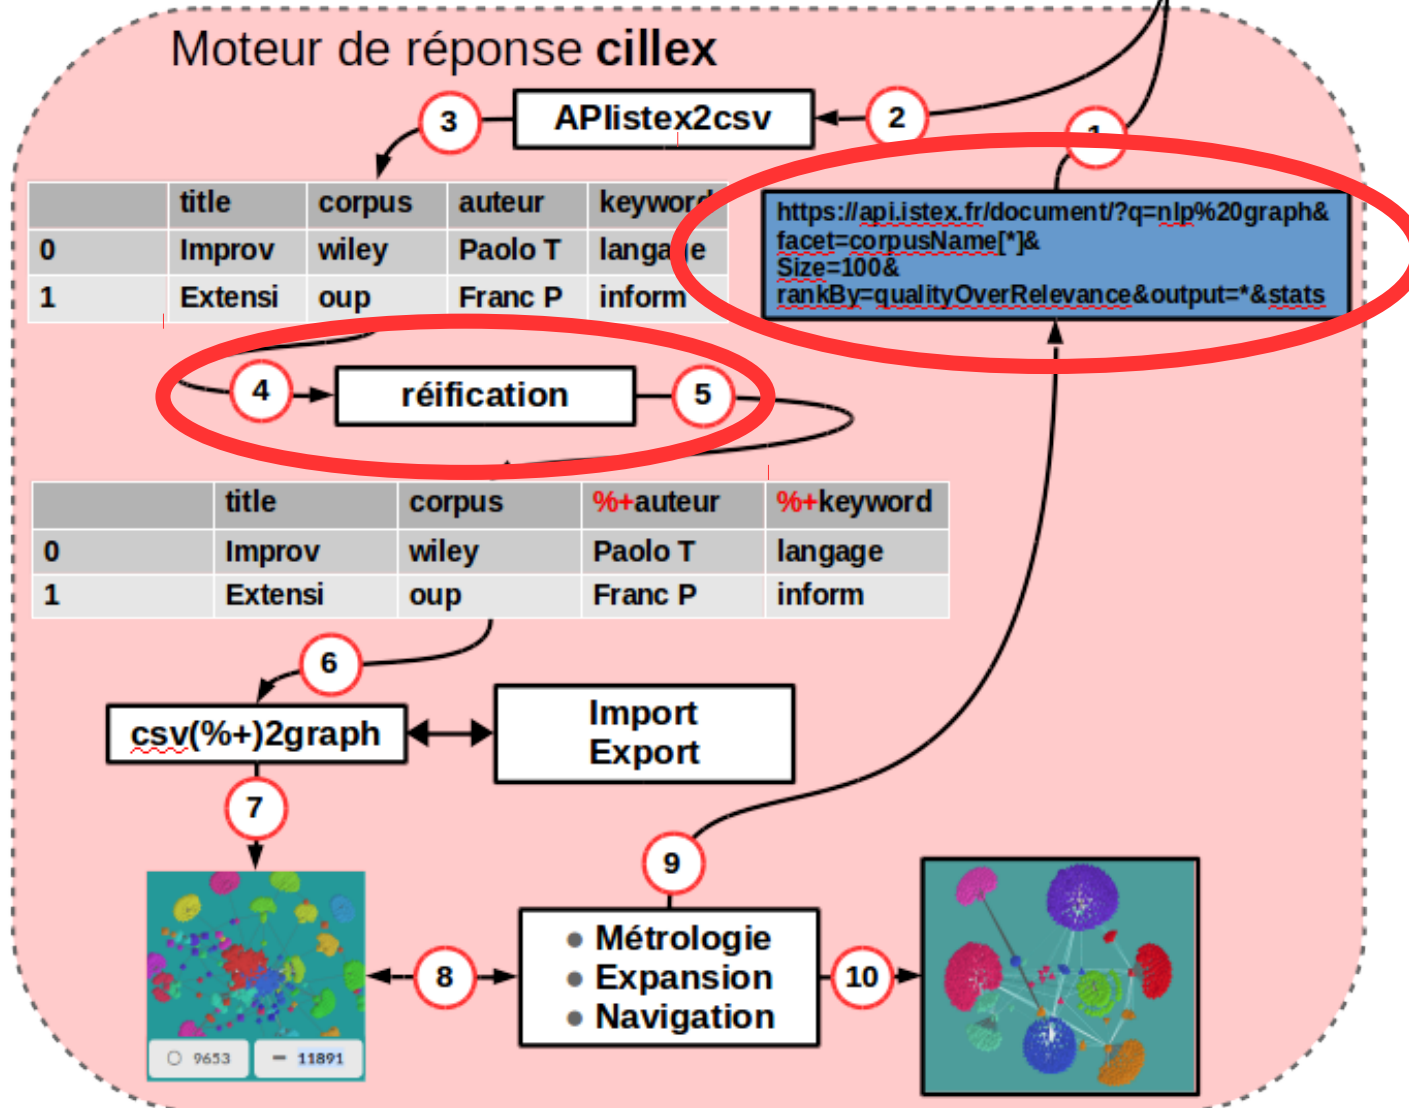 Moteur de réponse cillex
3
APIistex2csv
2
1
title corpus auteur keyword
0 Improv wiley Paolo T langage
1 Extensi oup Franc P inform
https://api.istex.fr/document/?q=nlp%20graph&
facet=corpusName[*]&
Size=100&
rankBy=qualityOverRelevance&output=*&stats
4
réification
5
title corpus %+auteur %+keyword
0 Improv wiley Paolo T langage
1 Extensi oup Franc P inform
6
csv(%+)2graph
Import
Export
7
9
8
● Métrologie
● Expansion
● Navigation
10
9653
11891